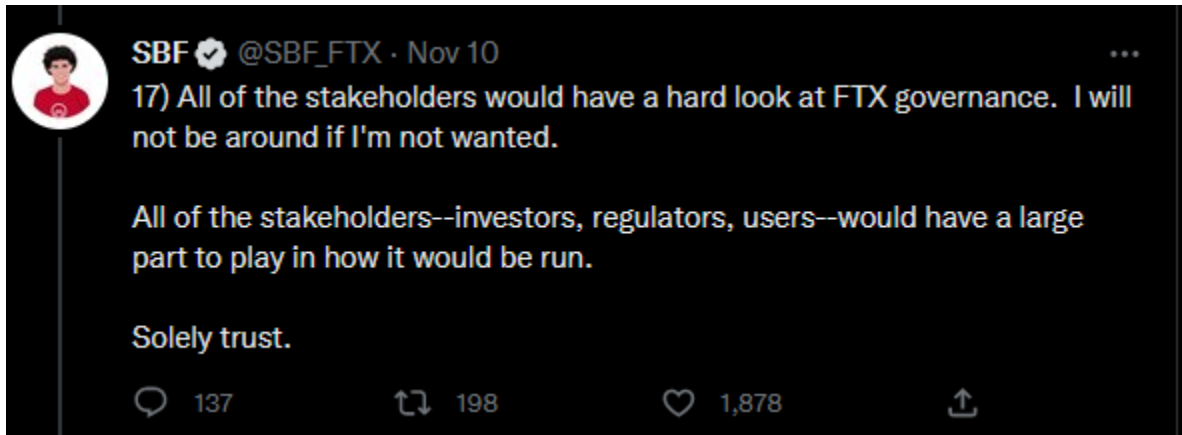 SBF @SBF_FTX · Nov 10
17) All of the stakeholders would have a hard look at FTX governance.  I will
not be around if I'm not wanted.
All of the stakeholders--investors, regulators, users--would have a large
part to play in how it would be run.
Solely trust.
137 198 1,878